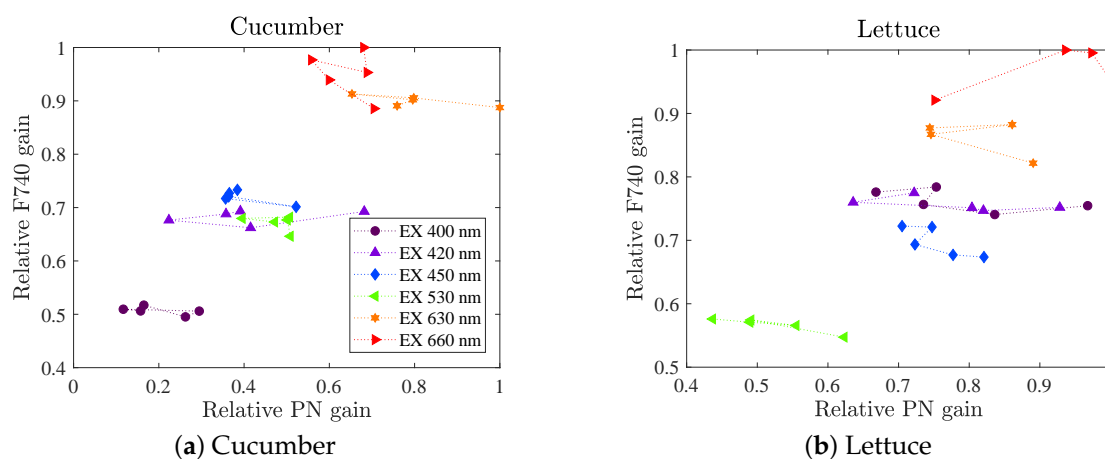 Cucumber
Relative F740 gain
1
0.9
0.8
0.7
0.6
0.5
0.4
0
0.2
0.4
0.6
0.8
1
Relative PN gain
EX 400 nm
EX 420 nm
EX 450 nm
EX 530 nm
EX 630 nm
EX 660 nm
(a) Cucumber
Lettuce
Relative F740 gain
1
0.9
0.8
0.7
0.6
0.5
0.4
0.5
0.6
0.7
0.8
0.9
Relative PN gain
(b) Lettuce